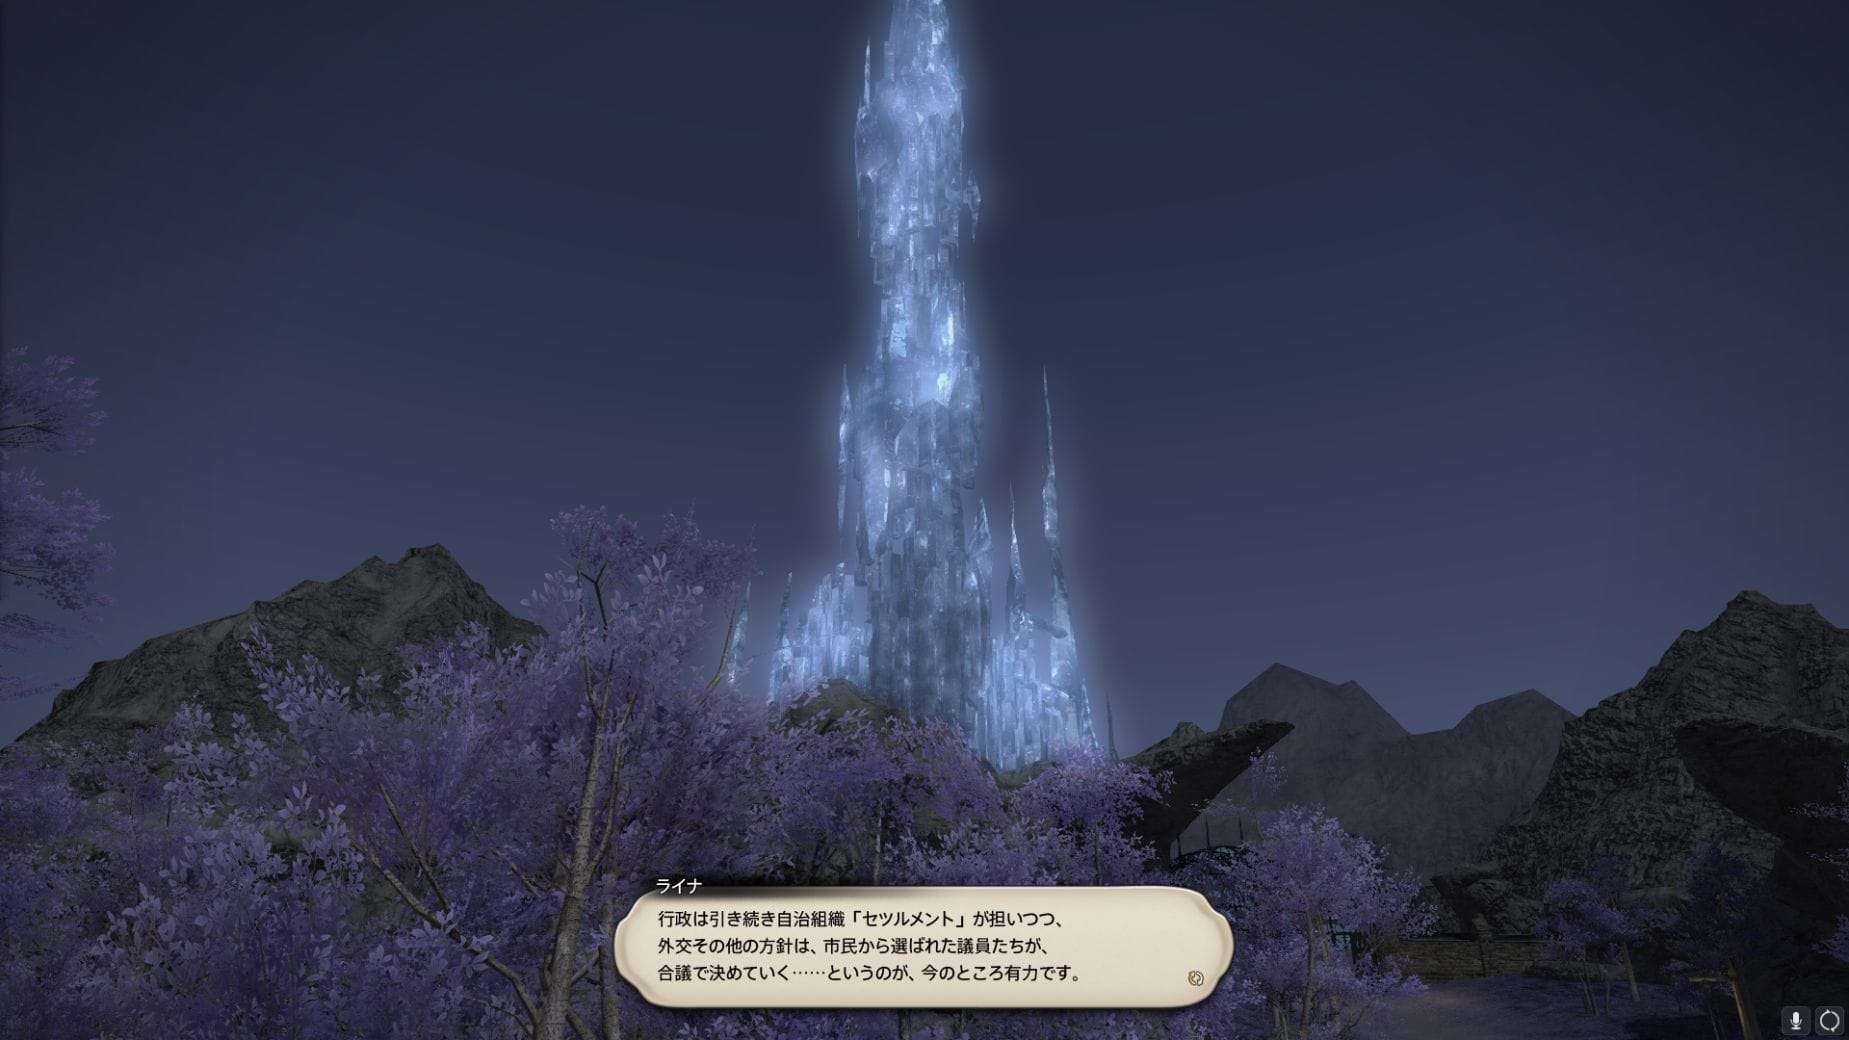 ライナ
行政は引き続き自治組織「セツルメント」が担いつつ、
外交その他の方針は、市民から選ばれた議員たちが、
合議で決めていく……というのが、今のところ有力です。